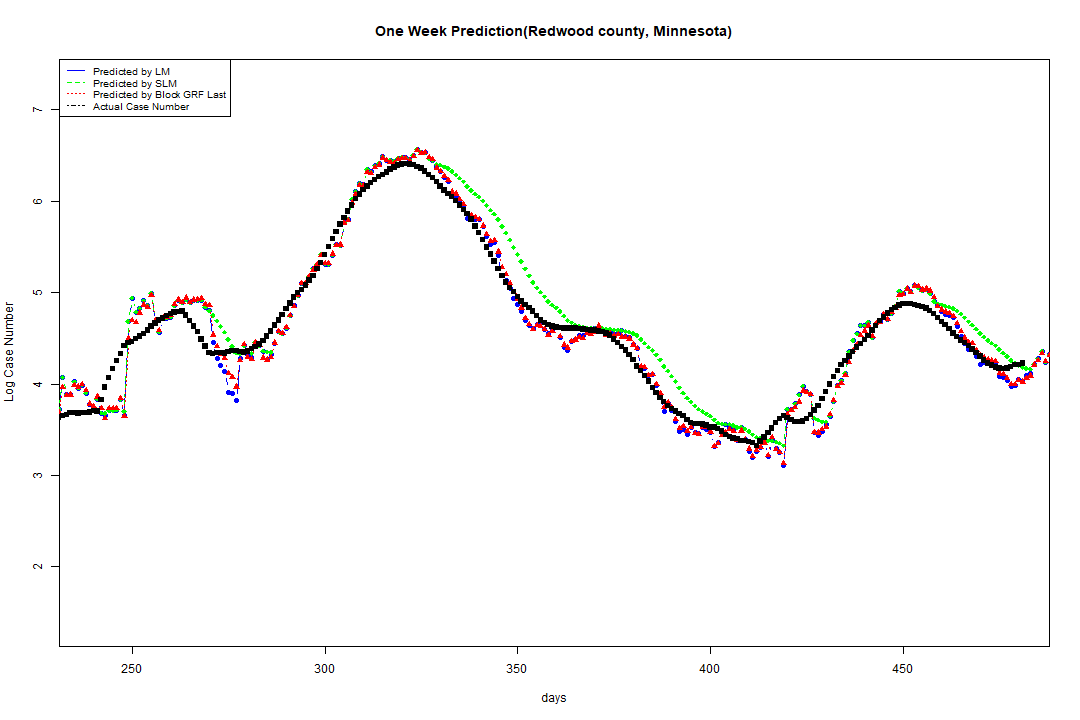 One Week Prediction(Redwood county, Minnesota)
Predicted by LM
Predicted by SLM
Predicted by Block GRF Last
Actual Case Number
7
6
5
4
3
2
Log Case Number
250 300 350 400 450
days